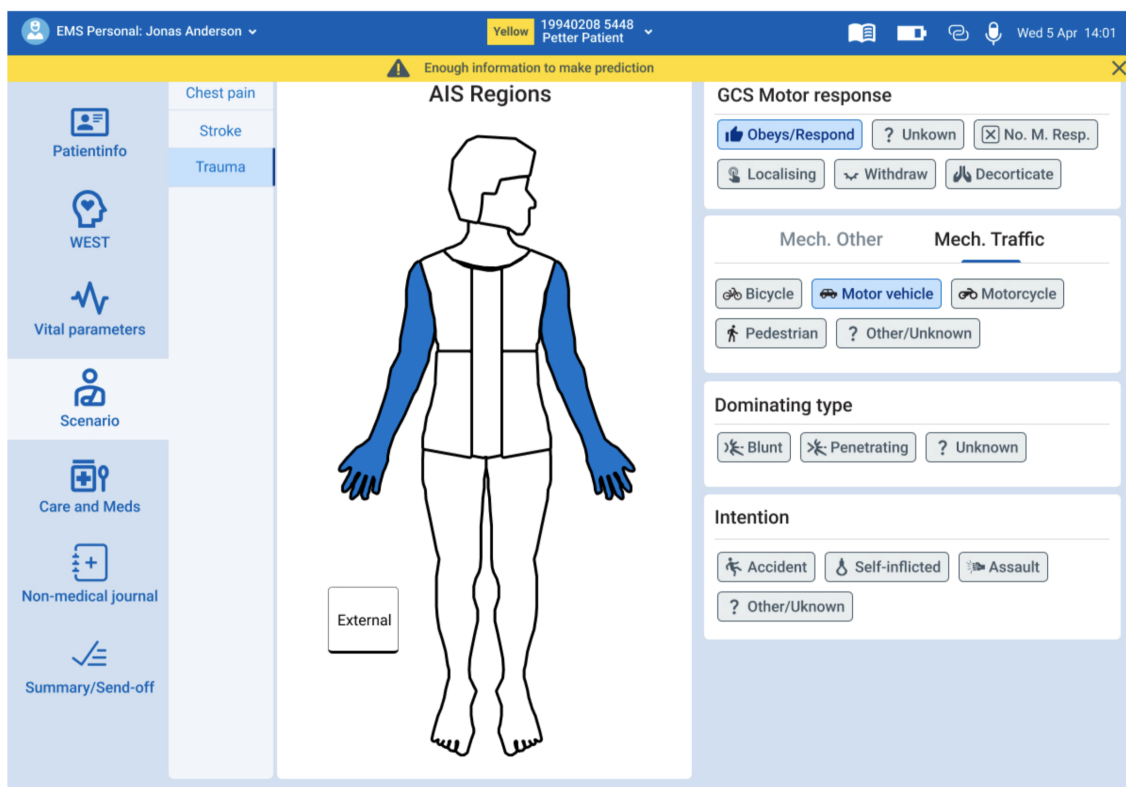 EMS Personal: Jonas Anderson
Yellow
19940208 5448
Petter Patient
Wed 5 Apr 14:01
Enough information to make prediction
Patientinfo
WEST
Vital parameters
Scenario
Care and Meds
Non-medical journal
Summary/Send-off
Chest pain
Stroke
Trauma
AIS Regions
External
GCS Motor response
Obeys/Respond
? Unkown
No. M. Resp.
Localising
Withdraw
Decorticate
Mech. Other
Mech. Traffic
Bicycle
Motor vehicle
Motorcycle
Pedestrian
? Other/Unknown
Dominating type
Blunt
Penetrating
? Unknown
Intention
Accident
Self-inflicted
Assault
? Other/Uknown